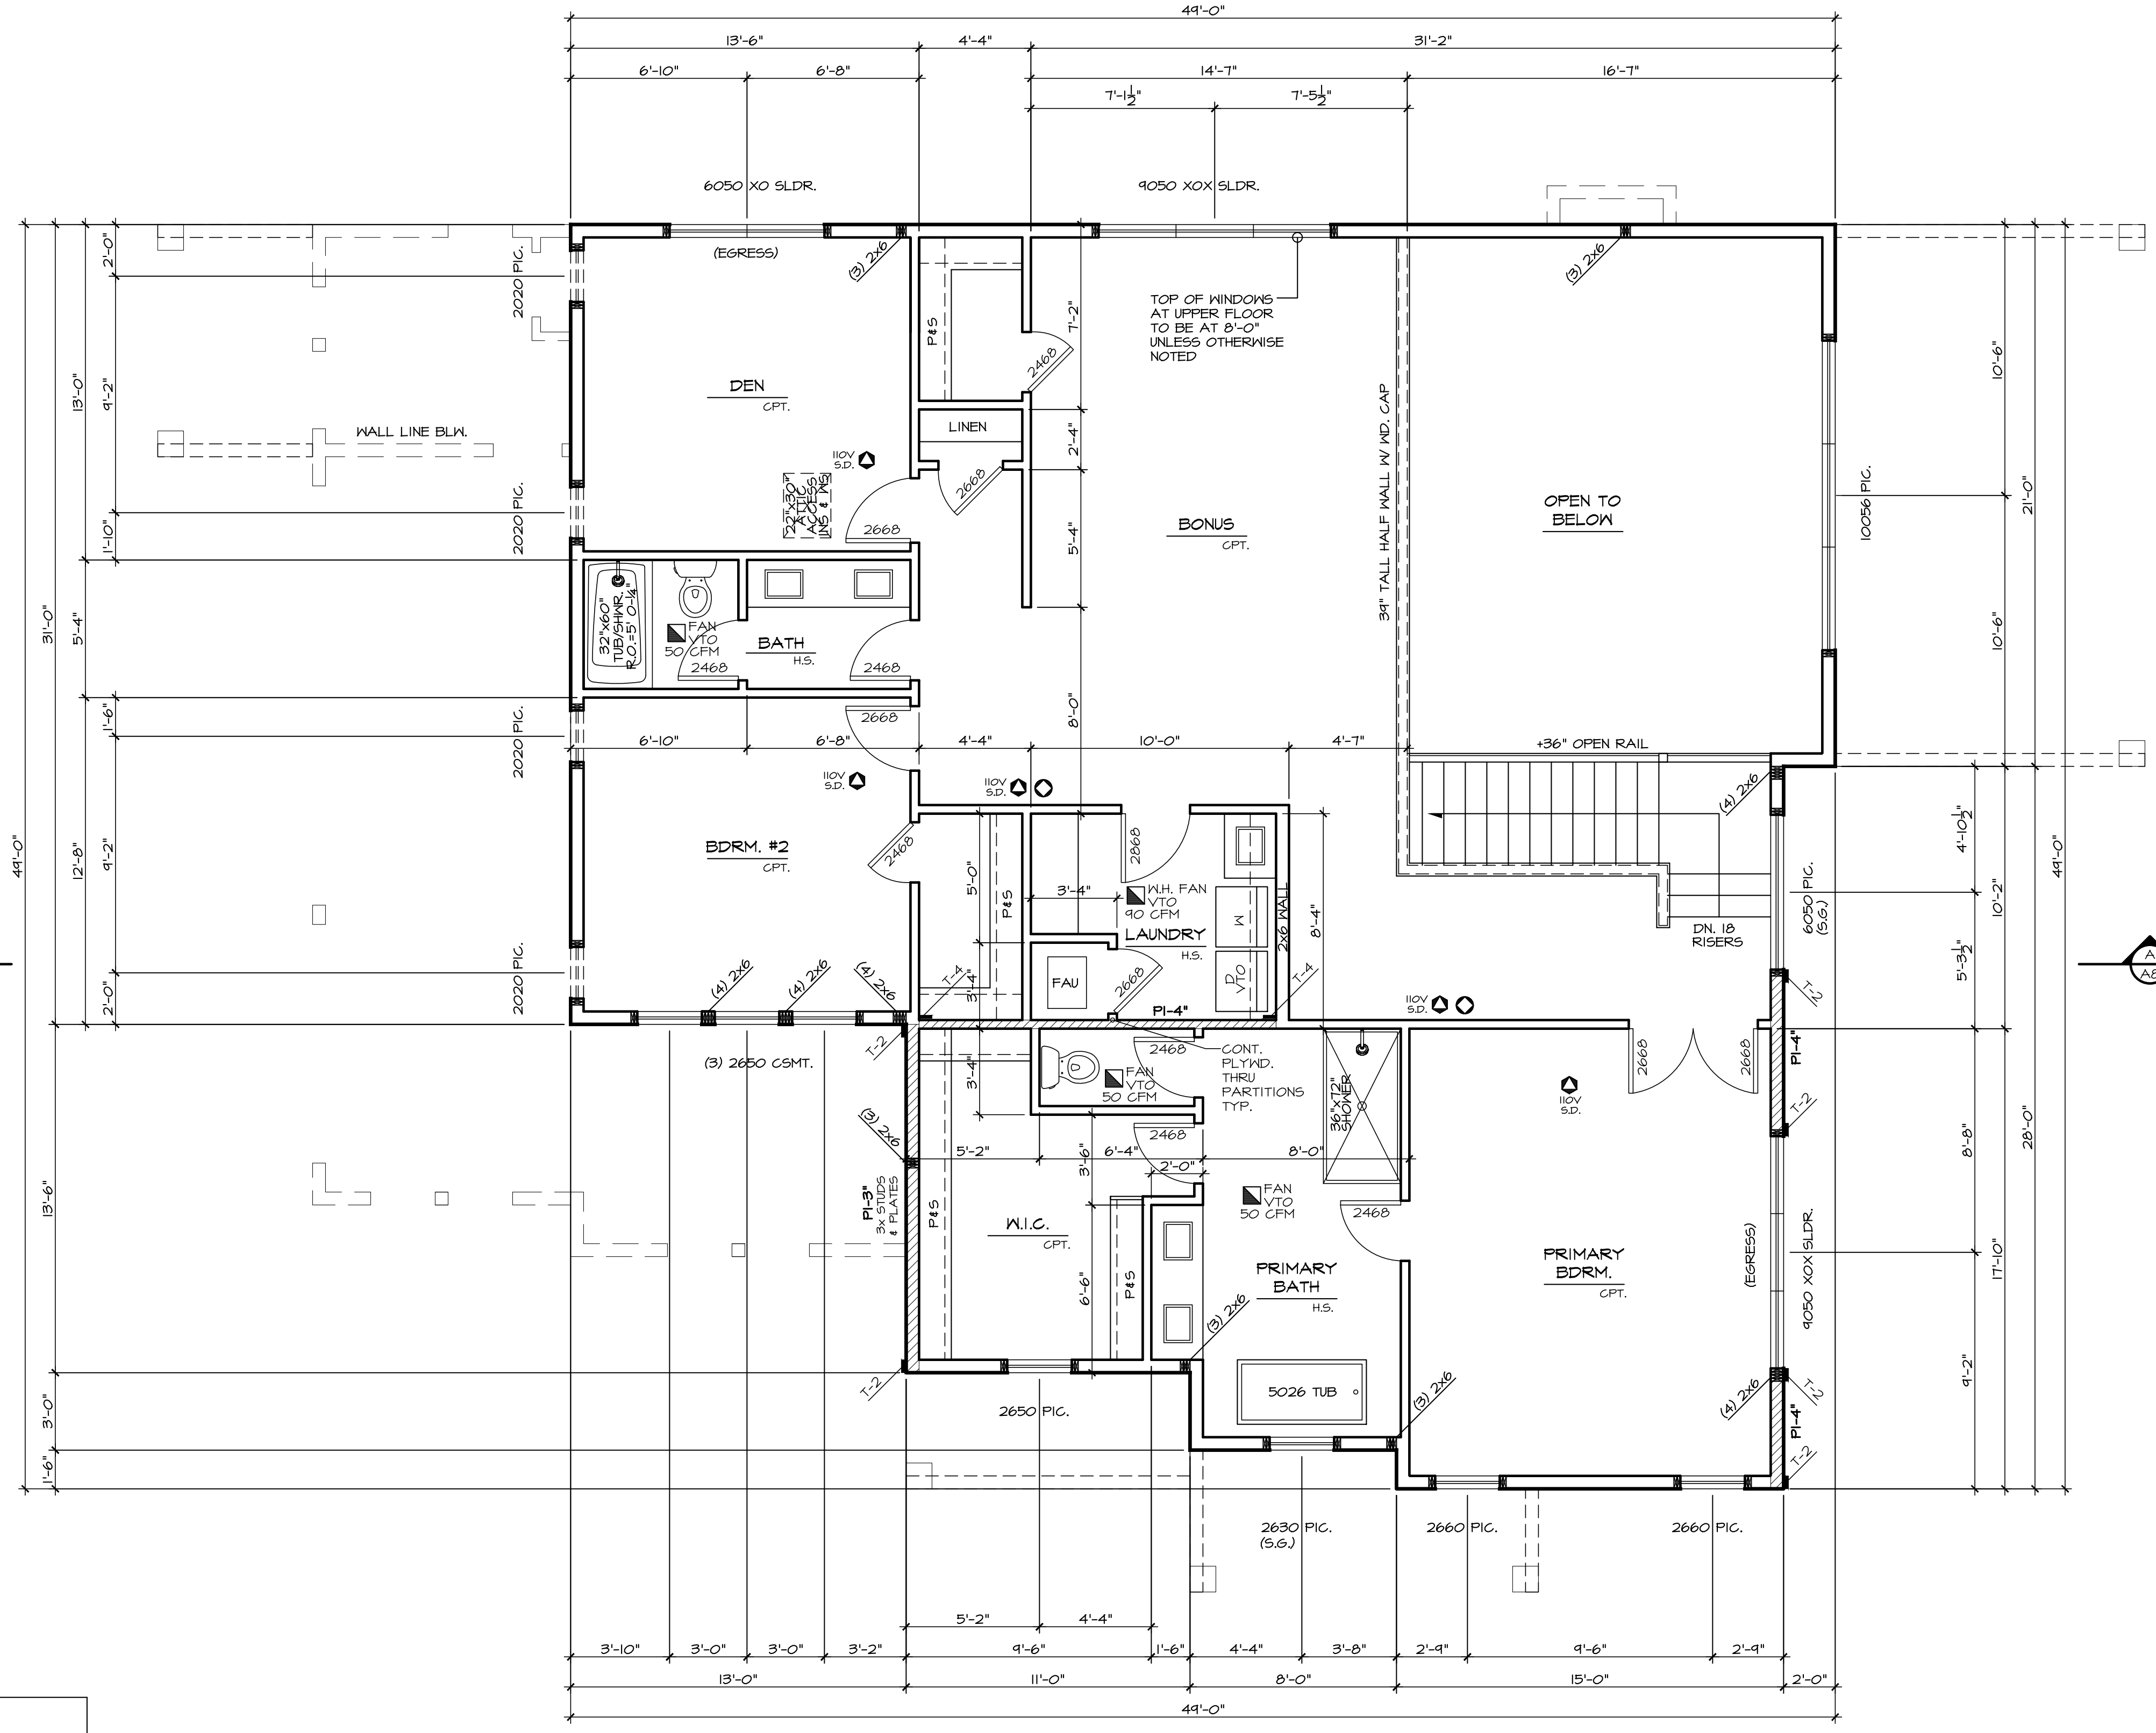 49'-0"
13'-6"
4'-4"
31'-2"
6'-10"
6'-8"
14'-7"
16'-7"
7'-1½"
7'-5½"
6050 XO SLDR.
9050 XOX SLDR.
(EGRESS)
(3) 2x6
(3) 2x6
2020 PIC.
2020 PIC.
2020 PIC.
2020 PIC.
TOP OF WINDOWS
AT UPPER FLOOR
TO BE AT 8'-0"
UNLESS OTHERWISE
NOTED
P&S
2468
DEN
CPT.
WALL LINE BLW.
LINEN
2668
110V
S.D.
22"x30"
ATTIC
ACCESS
INS & WS
2668
7'-2"
2'-4"
5'-4"
8'-0"
BONUS
CPT.
39" TALL HALF WALL W/ WD. CAP
OPEN TO
BELOW
10056 PIC.
32"x60"
TUB/SHWR.
R.O.=5' 0-¼"
FAN
VTO
50 CFM
2468
BATH
H.S.
2468
2668
6'-10"
6'-8"
4'-4"
10'-0"
4'-7"
+36" OPEN RAIL
110V
S.D.
110V
S.D.
(4) 2x6
BDRM. #2
CPT.
2468
5'-0"
P&S
3'-4"
2868
W.H. FAN
VTO
90 CFM
LAUNDRY
H.S.
W
D
VTO
2x6 WALL
8'-4"
3'-4"
FAU
2668
P1-4"
T-4
T-4
DN. 18
RISERS
6050 PIC.
(S.G.)
110V
S.D.
(4) 2x6
(4) 2x6
(4) 2x6
(3) 2650 CSMT.
T-2
T-2
2468
FAN
VTO
50 CFM
CONT.
PLYWD.
THRU
PARTITIONS
TYP.
36"x72"
SHOWER
2668
2668
P1-4"
110V
S.D.
T-2
3'-4"
(3) 2x6
2468
5'-2"
6'-4"
8'-0"
3'-6"
2'-0"
P1-3"
3x STUDS
& PLATES
P&S
W.I.C.
CPT.
FAN
VTO
50 CFM
2468
6'-6"
P&S
PRIMARY
BATH
H.S.
(3) 2x6
PRIMARY
BDRM.
CPT.
(EGRESS)
9050 XOX SLDR.
T-2
2650 PIC.
5026 TUB
(3) 2x6
(4) 2x6
T-2
P1-4"
T-2
2630 PIC.
(S.G.)
2660 PIC.
2660 PIC.
5'-2"
4'-4"
3'-10"
3'-0"
3'-0"
3'-2"
9'-6"
1'-6"
4'-4"
3'-8"
2'-9"
9'-6"
2'-9"
13'-0"
11'-0"
8'-0"
15'-0"
2'-0"
49'-0"
49'-0"
31'-0"
13'-6"
3'-0"
1'-6"
13'-0"
5'-4"
12'-8"
2'-0"
9'-2"
1'-10"
1'-6"
9'-2"
2'-0"
10'-6"
10'-6"
21'-0"
4'-10½"
5'-3½"
10'-2"
49'-0"
8'-8"
28'-0"
17'-10"
9'-2"
A